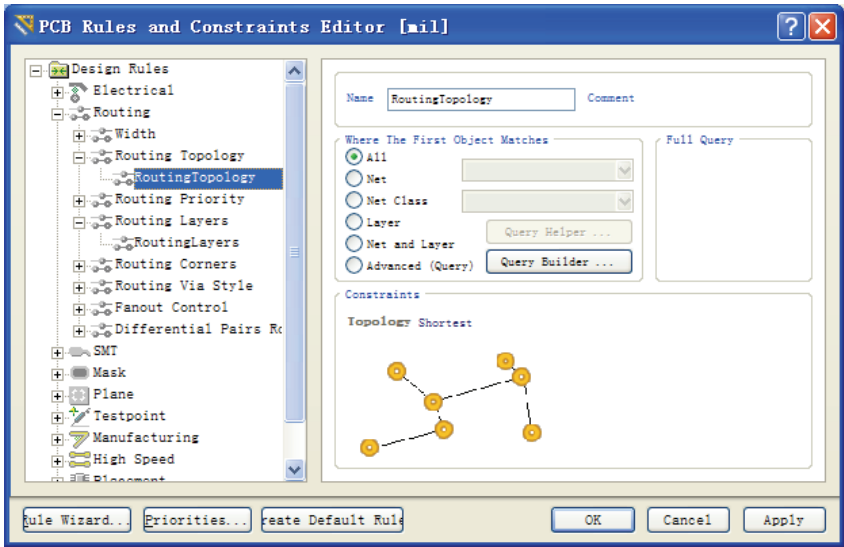 PCB Rules and Constraints Editor [mil]
Design Rules
Electrical
Routing
Width
Routing Topology
RoutingTopology
Routing Priority
Routing Layers
RoutingLayers
Routing Corners
Routing Via Style
Fanout Control
Differential Pairs Ro
SMT
Mask
Plane
Testpoint
Manufacturing
High Speed
Placement
Name RoutingTopology Comment
Where The First Object Matches
All
Net
Net Class
Layer
Net and Layer
Advanced (Query)
Query Helper ...
Query Builder ...
Full Query
Constraints
Topology Shortest
Rule Wizard... Priorities... reate Default Rule OK Cancel Apply